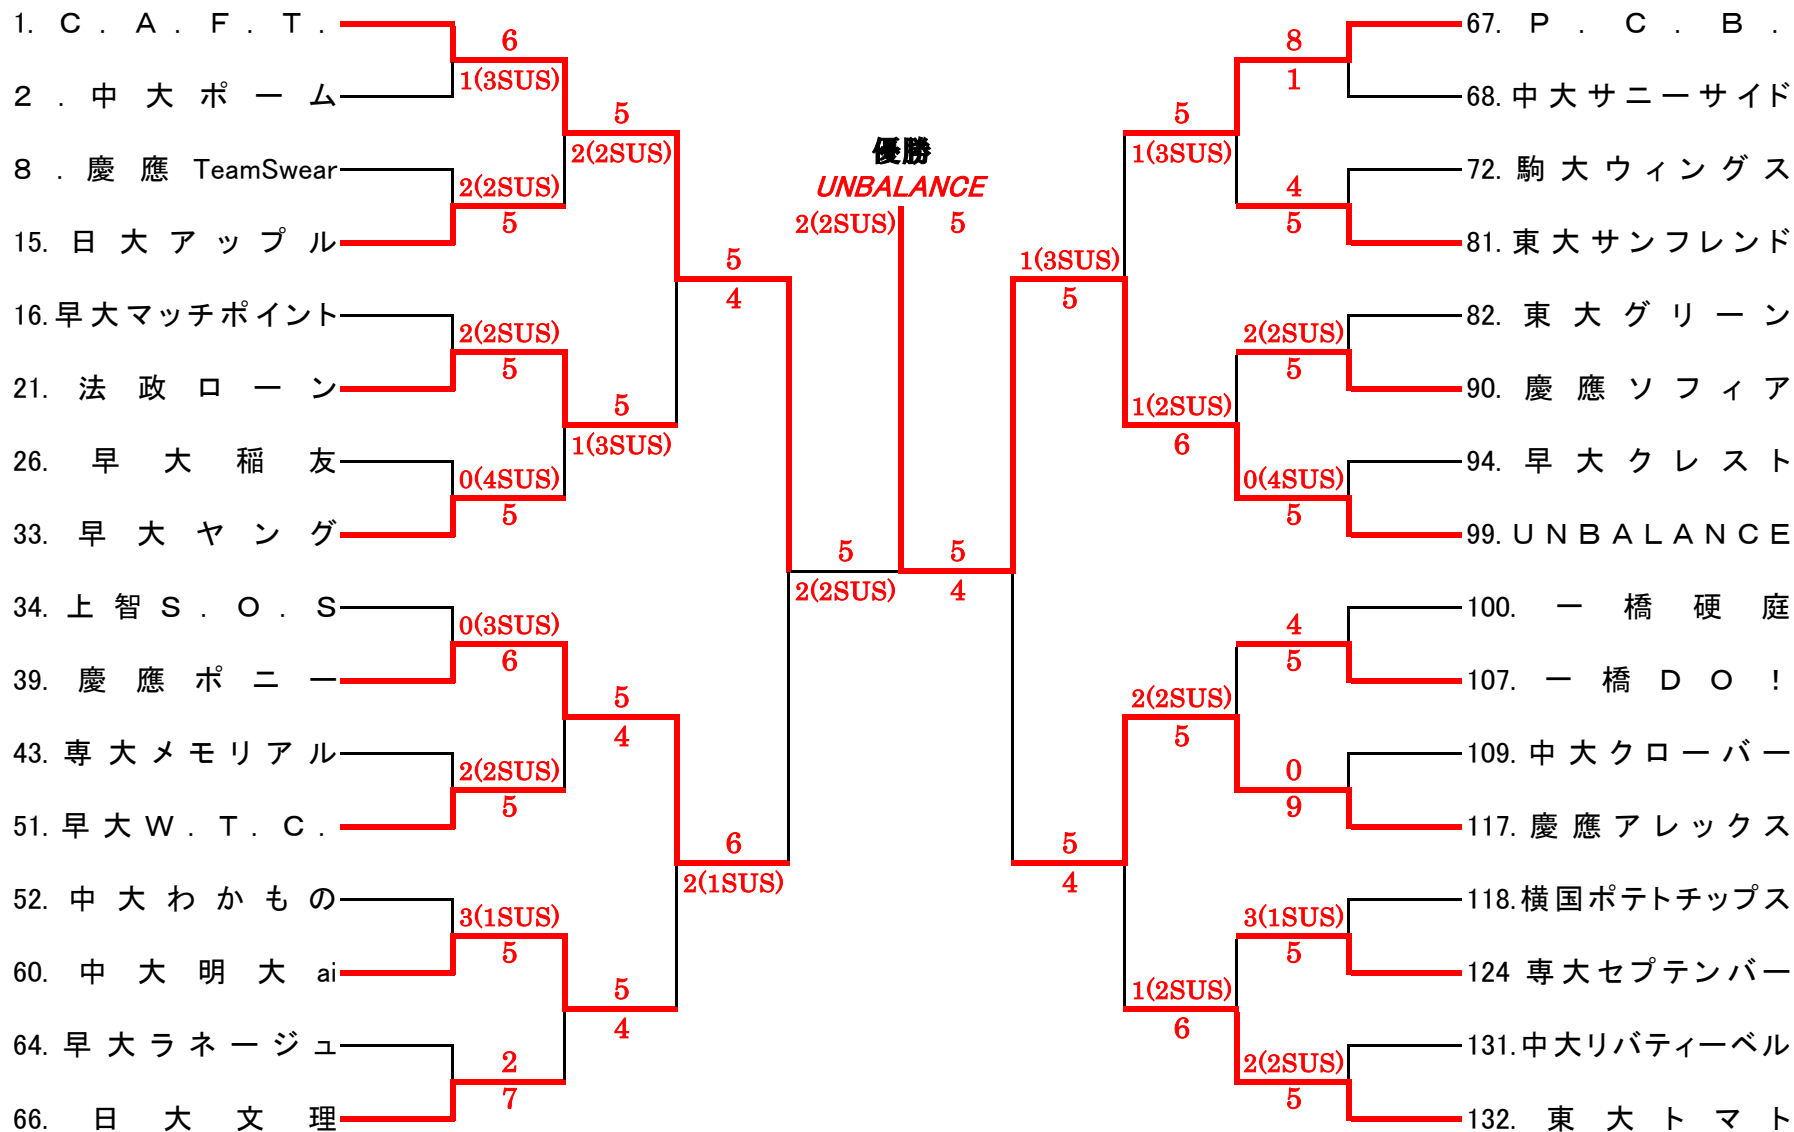 1. C . A . F . T .
6
1(3SUS)
2 . 中大ポーム
5
2(2SUS)
8 . 慶應 TeamSwear
2(2SUS)
5
15. 日大アップル
5
4
16. 早大マッチポイント
2(2SUS)
5
21. 法政ローン
5
1(3SUS)
26. 早大稲友
0(4SUS)
5
33. 早大ヤング
5
2(2SUS)
34. 上智S . O . S
0(3SUS)
6
39. 慶應ポニー
5
4
43. 専大メモリアル
2(2SUS)
5
51. 早大W . T . C .
6
2(1SUS)
52. 中大わかもの
3(1SUS)
5
60. 中大明大ai
5
4
64. 早大ラネージュ
2
7
66. 日大文理
優勝
UNBALANCE
2(2SUS) 5
67. P . C . B .
8
1
68. 中大サニーサイド
5
1(3SUS)
72. 駒大ウィングス
4
5
81. 東大サンフレンド
1(3SUS)
5
82. 東大グリーン
2(2SUS)
5
90. 慶應ソフィア
1(2SUS)
6
94. 早大クレスト
0(4SUS)
5
99. UNBALANCE
5
4
100. 一橋硬庭
4
5
107. 一橋DO!
2(2SUS)
5
109. 中大クローバー
0
9
117. 慶應アレックス
5
4
118. 横国ポテトチップス
3(1SUS)
5
124 専大セプテンバー
1(2SUS)
6
131. 中大リバティーベル
2(2SUS)
5
132. 東大トマト